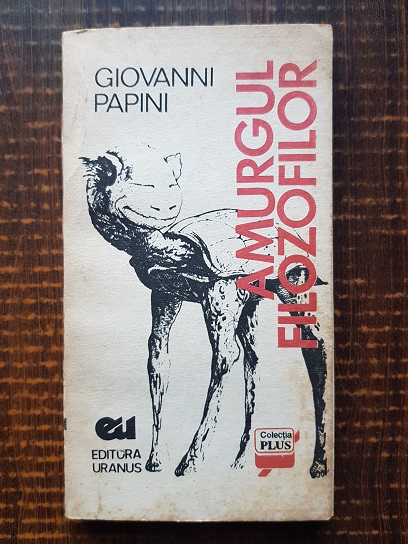 GIOVANNI
PAPINI
AMURGUL
FILOZOFILOR
eu
EDITURA
URANUS
Colecția
PLUS